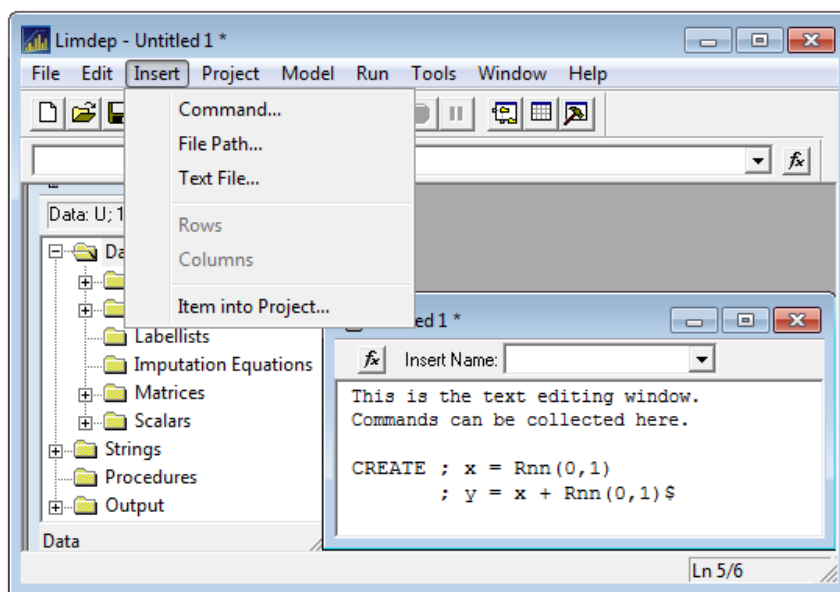 Limdep - Untitled 1 *
File Edit Insert Project Model Run Tools Window Help
Command...
File Path...
Text File...
Rows
Columns
Item into Project...
fx
Data: U; 1
Labellists
Imputation Equations
Matrices
Scalars
Strings
Procedures
Output
Data
ed 1 *
fx Insert Name:
This is the text editing window.
Commands can be collected here.
CREATE ; x = Rnn(0,1)
; y = x + Rnn(0,1)$
Ln 5/6